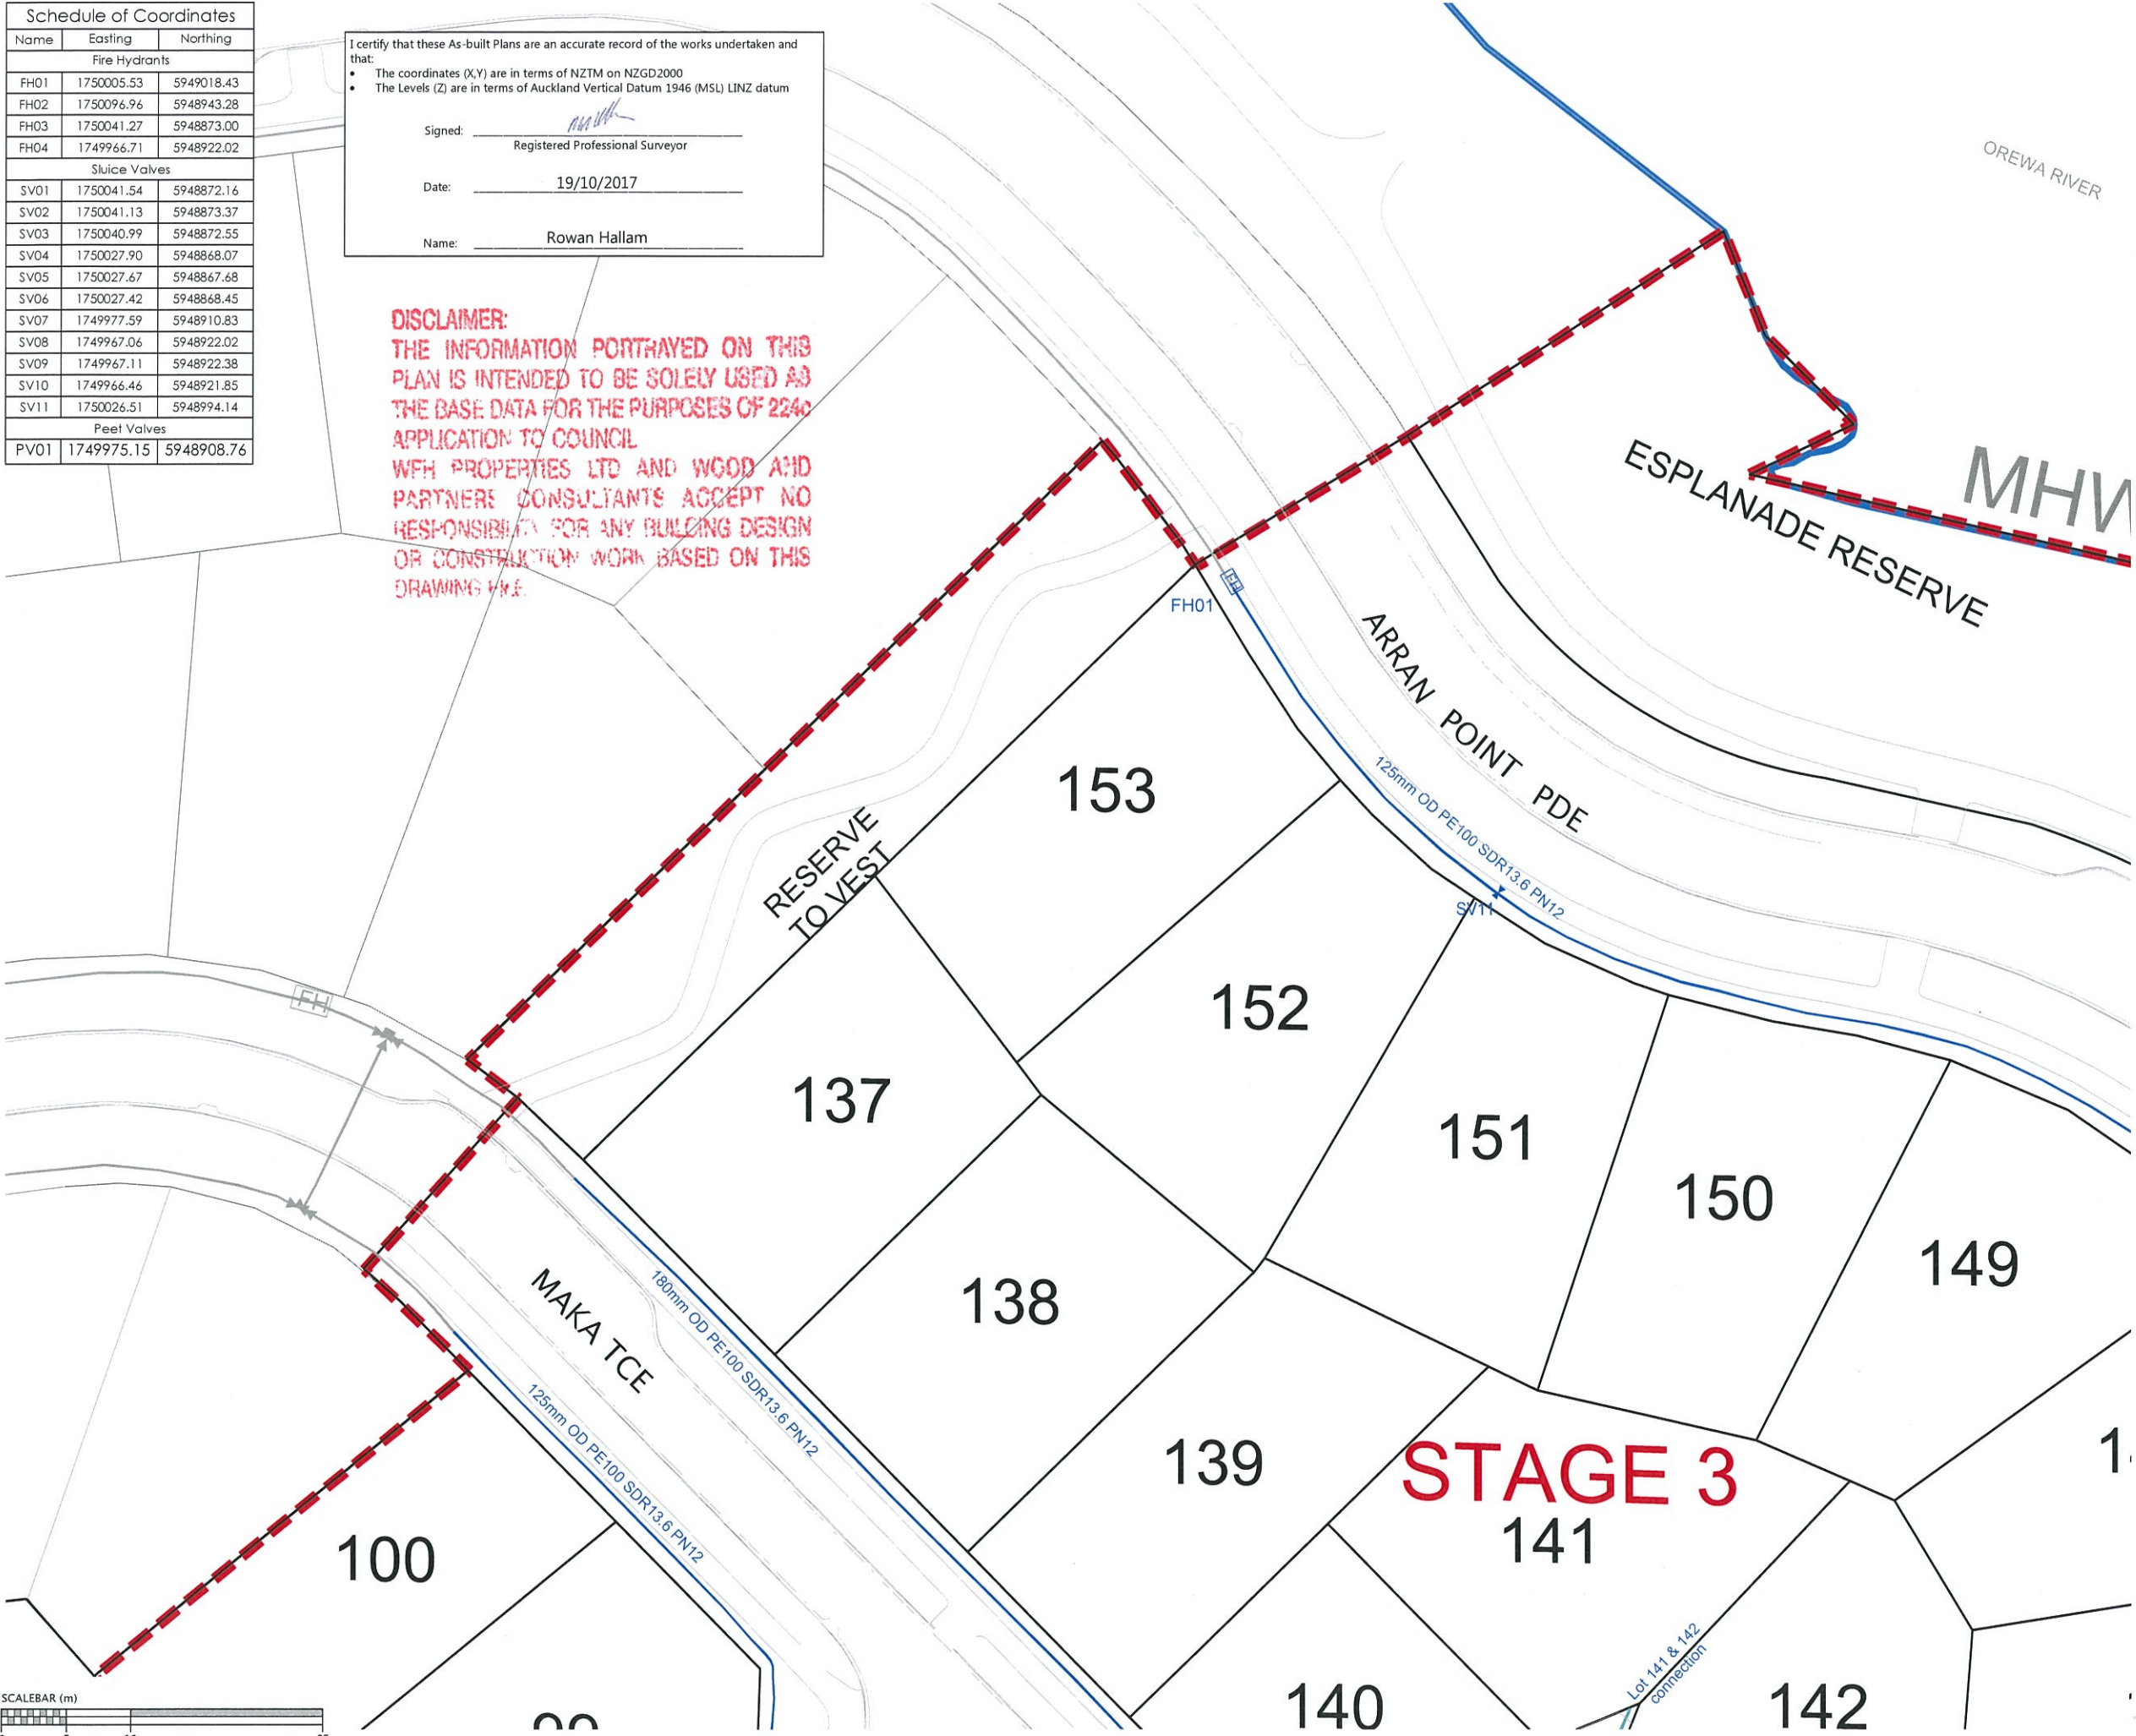 Schedule of Coordinates
Name Easting Northing
Fire Hydrants
FH01 1750005.53 5949018.43
FH02 1750096.96 5948943.28
FH03 1750041.27 5948873.00
FH04 1749966.71 5948922.02
Sluice Valves
SV01 1750041.54 5948872.16
SV02 1750041.13 5948873.37
SV03 1750040.99 5948872.55
SV04 1750027.90 5948868.07
SV05 1750027.67 5948867.68
SV06 1750027.42 5948868.45
SV07 1749977.59 5948910.83
SV08 1749967.06 5948922.02
SV09 1749967.11 5948922.38
SV10 1749966.46 5948921.85
SV11 1750026.51 5948994.14
Peet Valves
PV01 1749975.15 5948908.76
I certify that these As-built Plans are an accurate record of the works undertaken and
that:
• The coordinates (X,Y) are in terms of NZTM on NZGD2000
• The Levels (Z) are in terms of Auckland Vertical Datum 1946 (MSL) LINZ datum
Signed:
Registered Professional Surveyor
Date: 19/10/2017
Name: Rowan Hallam
DISCLAIMER:
THE INFORMATION PORTRAYED ON THIS
PLAN IS INTENDED TO BE SOLELY USED AS
THE BASE DATA FOR THE PURPOSES OF 224c
APPLICATION TO COUNCIL
WFH PROPERTIES LTD AND WOOD AND
PARTNERS CONSULTANTS ACCEPT NO
RESPONSIBILITY FOR ANY BUILDING DESIGN
OR CONSTRUCTION WORK BASED ON THIS
DRAWING
OREWA RIVER
MHW
ESPLANADE RESERVE
FH
FH01
ARRAN POINT PDE
125mm OD PE100 SDR13.6 PN12
SV11
153
RESERVE
TO VEST
152
FH
137
151
150
149
138
MAKA TCE
180mm OD PE100 SDR13.6 PN12
125mm OD PE100 SDR13.6 PN12
139
STAGE 3
141
100
Lot 141 & 142
connection
140
142
99
SCALEBAR (m)